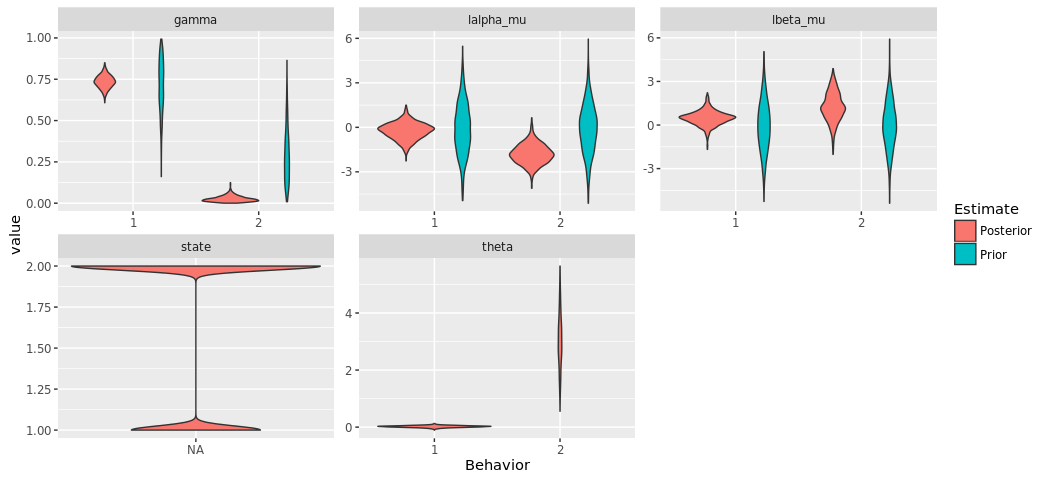 gamma
lalpha_mu
lbeta_mu
1.00
0.75
0.50
0.25
0.00
1
2
6
3
0
-3
1
2
6
3
0
-3
1
2
value
state
theta
2.00
1.75
1.50
1.25
1.00
NA
4
2
0
1
2
Behavior
Estimate
Posterior
Prior